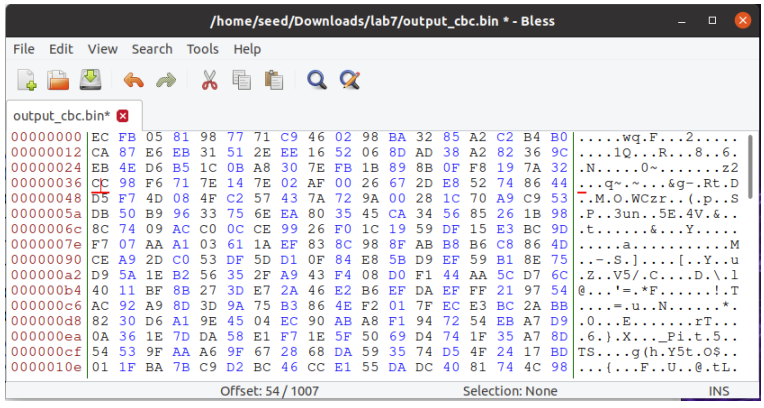 /home/seed/Downloads/lab7/output_cbc.bin * - Bless
File Edit View Search Tools Help
output_cbc.bin*
00000000 EC FB 05 81 98 77 71 C9 46 02 98 BA 32 85 A2 C2 B4 B0 .....wq.F...2.....
00000012 CA 87 E6 EB 31 51 2E EE 16 52 06 8D AD 38 A2 82 36 9C ....1Q...R...8..6.
00000024 EB 4E D6 B5 1C 0B A8 30 7E FB 1B 89 8B 0F F8 19 7A 32 .N.....0~.......z2
00000036 CC 98 F6 71 7E 14 7E 02 AF 00 26 67 2D E8 52 74 86 44 ...q~.~...&g-.Rt.D
00000048 D5 F7 4D 08 4F C2 57 43 7A 72 9A 00 28 1C 70 A9 C9 53 ..M.O.WCzr..(.p..S
0000005a DB 50 B9 96 33 75 6E EA 80 35 45 CA 34 56 85 26 1B 98 .P..3un..5E.4V.&..
0000006c 8C 74 09 AC C0 0C CE 99 26 F0 1C 19 59 DF 15 E3 BC 9D .t......&...Y.....
0000007e F7 07 AA A1 03 61 1A EF 83 8C 98 8F AB B8 B6 C8 86 4D .....a...........M
00000090 CE A9 2D C0 53 DF 5D D1 0F 84 E8 5B D9 EF 59 B1 8E 75 ..-.S.]....[..Y..u
000000a2 D9 5A 1E B2 56 35 2F A9 43 F4 08 D0 F1 44 AA 5C D7 6C .Z..V5/.C....D.\.l
000000b4 40 11 BF 8B 27 3D E7 2A 46 E2 B6 EF DA EF FF 21 97 54 @...'=.*F......!.T
000000c6 AC 92 A9 8D 3D 9A 75 B3 86 4E F2 01 7F EC E3 BC 2A BB ....=.u..N......*.
000000d8 82 30 D6 A1 9E 45 04 EC 90 AB A8 F1 94 72 54 EB A7 D9 .0...E.......rT...
000000ea 0A 36 1E 7D DA 58 E1 F7 1E 5F 50 69 D4 74 1F 35 A7 8D .6.}.X..._Pi.t.5..
000000cf 54 53 9F AA A6 9F 67 28 68 DA 59 35 74 D5 4F 24 17 BD TS....g(h.Y5t.O$..
0000010e 01 1F BA 7B C9 D2 BC 46 CC E1 55 DA DC 40 81 74 4C 98 ...{...F..U..@.tL.
Offset: 54 / 1007 Selection: None INS